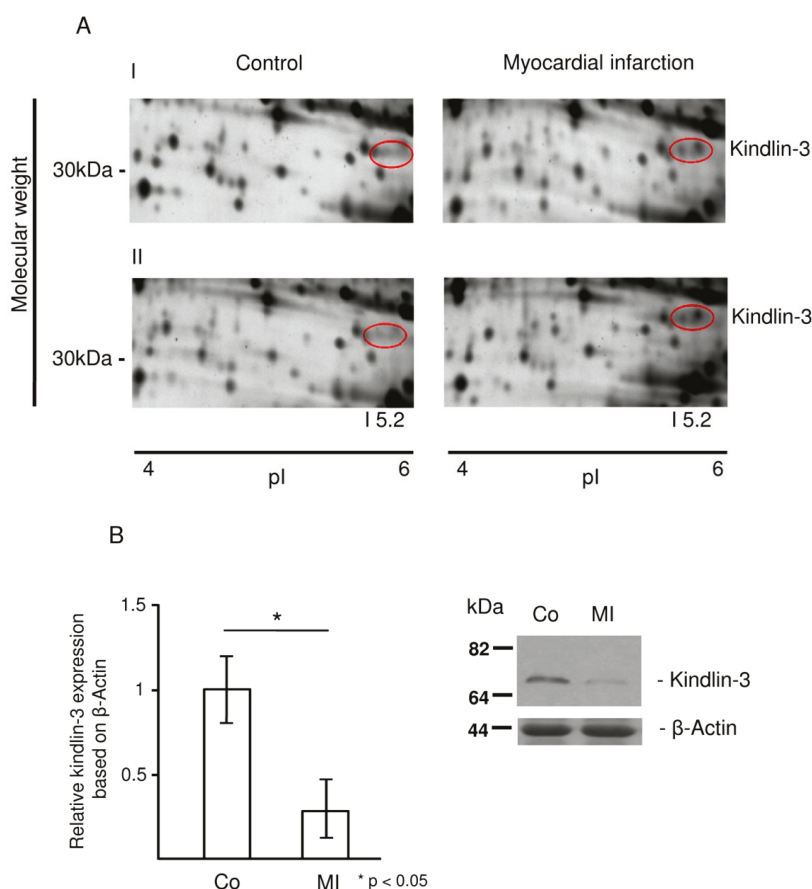 A
I
Control
Myocardial infarction
Molecular weight
30kDa -
Kindlin-3
II
30kDa -
Kindlin-3
I 5.2
I 5.2
4
6
pI
4
6
pI
B
Relative kindlin-3 expression
based on β-Actin
1.5
1
0.5
*
Co
MI
* p < 0.05
kDa
Co
MI
82
64
- Kindlin-3
44
- β-Actin